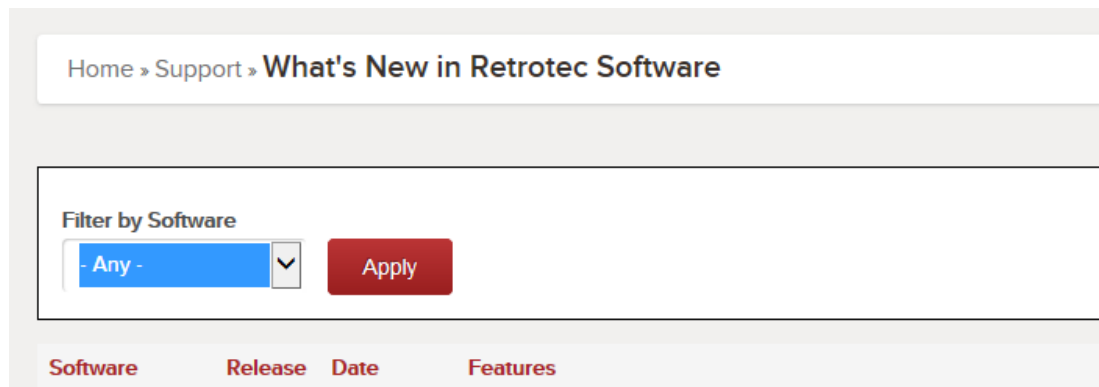 Home » Support » What's New in Retrotec Software
Filter by Software
- Any -
Apply
Software Release Date Features